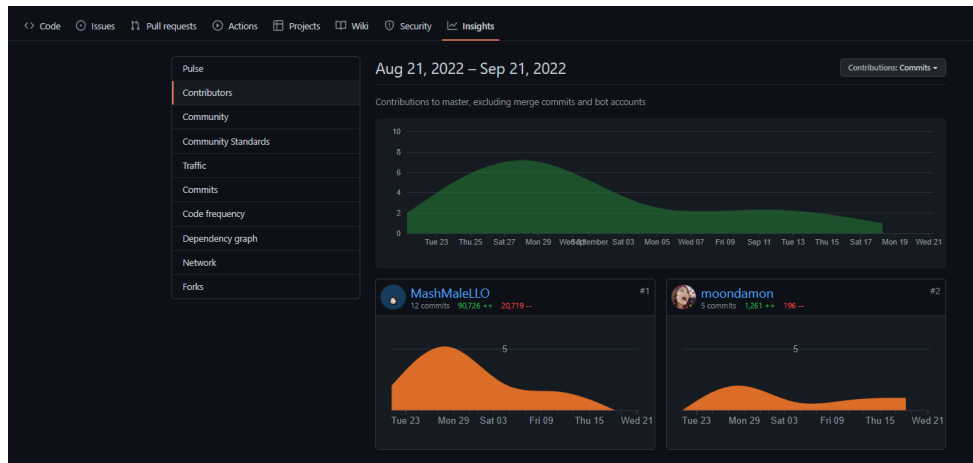 Code Issues Pull requests Actions Projects Wiki Security Insights
Pulse
Contributors
Community
Community Standards
Traffic
Commits
Code frequency
Dependency graph
Network
Forks
Aug 21, 2022 – Sep 21, 2022
Contributions: Commits
Contributions to master, excluding merge commits and bot accounts
10
8
6
4
2
0
Tue 23 Thu 25 Sat 27 Mon 29 September Sat 03 Mon 05 Wed 07 Fri 09 Sep 11 Tue 13 Thu 15 Sat 17 Mon 19 Wed 21
MashMaleLLO #1
12 commits 90,726 ++ 20,719 --
5
Tue 23 Mon 29 Sat 03 Fri 09 Thu 15 Wed 21
moondamon #2
5 commits 1,261 ++ 196 --
5
Tue 23 Mon 29 Sat 03 Fri 09 Thu 15 Wed 21